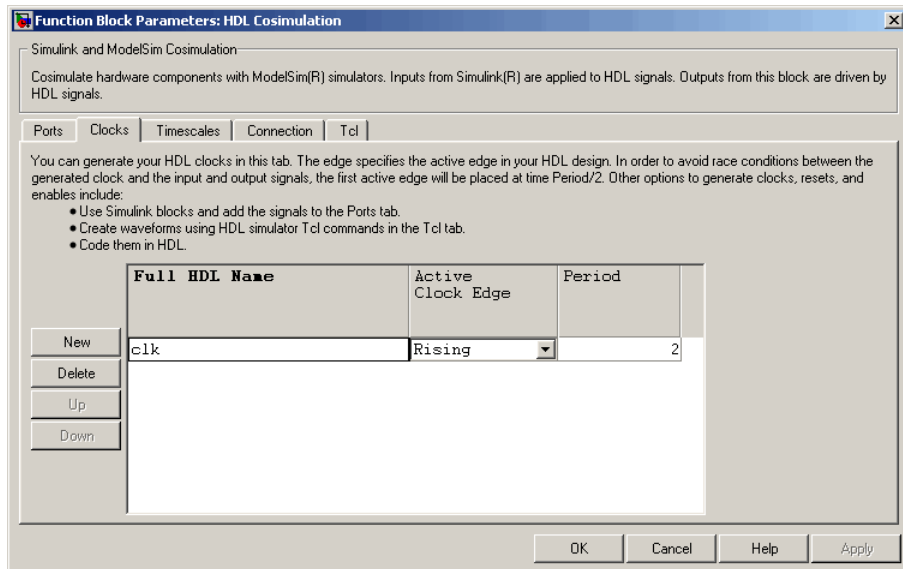 Function Block Parameters: HDL Cosimulation
Simulink and ModelSim Cosimulation
Cosimulate hardware components with ModelSim(R) simulators. Inputs from Simulink(R) are applied to HDL signals. Outputs from this block are driven by
HDL signals.
Ports Clocks Timescales Connection Tcl
You can generate your HDL clocks in this tab. The edge specifies the active edge in your HDL design. In order to avoid race conditions between the
generated clock and the input and output signals, the first active edge will be placed at time Period/2. Other options to generate clocks, resets, and
enables include:
• Use Simulink blocks and add the signals to the Ports tab.
• Create waveforms using HDL simulator Tcl commands in the Tcl tab.
• Code them in HDL.
Full HDL Name Active Period
Clock Edge
New
clk Rising 2
Delete
Up
Down
OK Cancel Help Apply